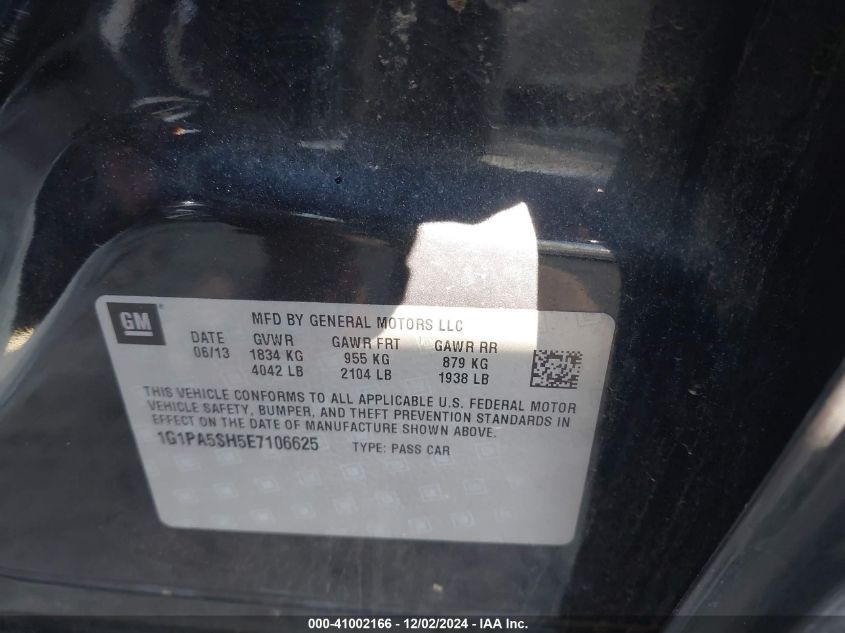 GM
MFD BY GENERAL MOTORS LLC
DATE GVWR GAWR FRT GAWR RR
06/13 1834 KG 955 KG 879 KG
4042 LB 2104 LB 1938 LB
THIS VEHICLE CONFORMS TO ALL APPLICABLE U.S. FEDERAL MOTOR
VEHICLE SAFETY, BUMPER, AND THEFT PREVENTION STANDARDS IN
EFFECT ON THE DATE OF MANUFACTURE SHOWN ABOVE.
1G1PA5SH5E7106625 TYPE: PASS CAR
000-41002166 - 12/02/2024 - IAA Inc.